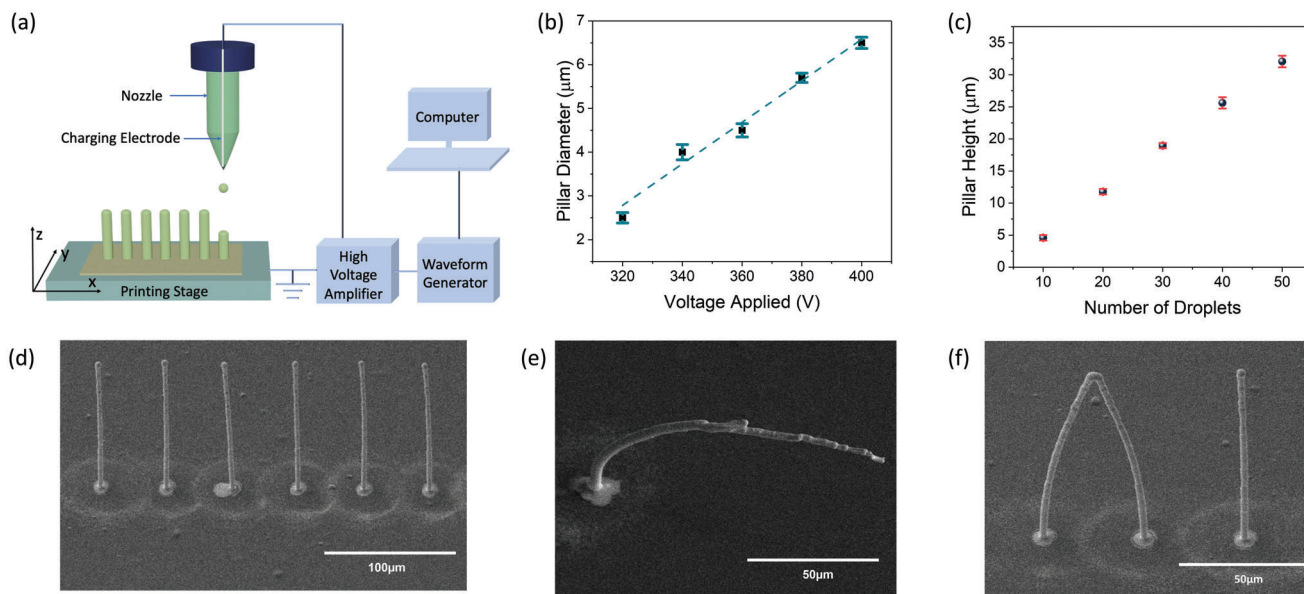 (a)
Nozzle
Charging Electrode
Computer
High
Voltage
Amplifier
Waveform
Generator
z
y
x
Printing Stage
(b)
Pillar Diameter (μm)
7
6
5
4
3
2
320
340
360
380
400
Voltage Applied (V)
(c)
Pillar Height (μm)
35
30
25
20
15
10
5
0
10
20
30
40
50
Number of Droplets
(d)
100μm
(e)
50μm
(f)
50μm